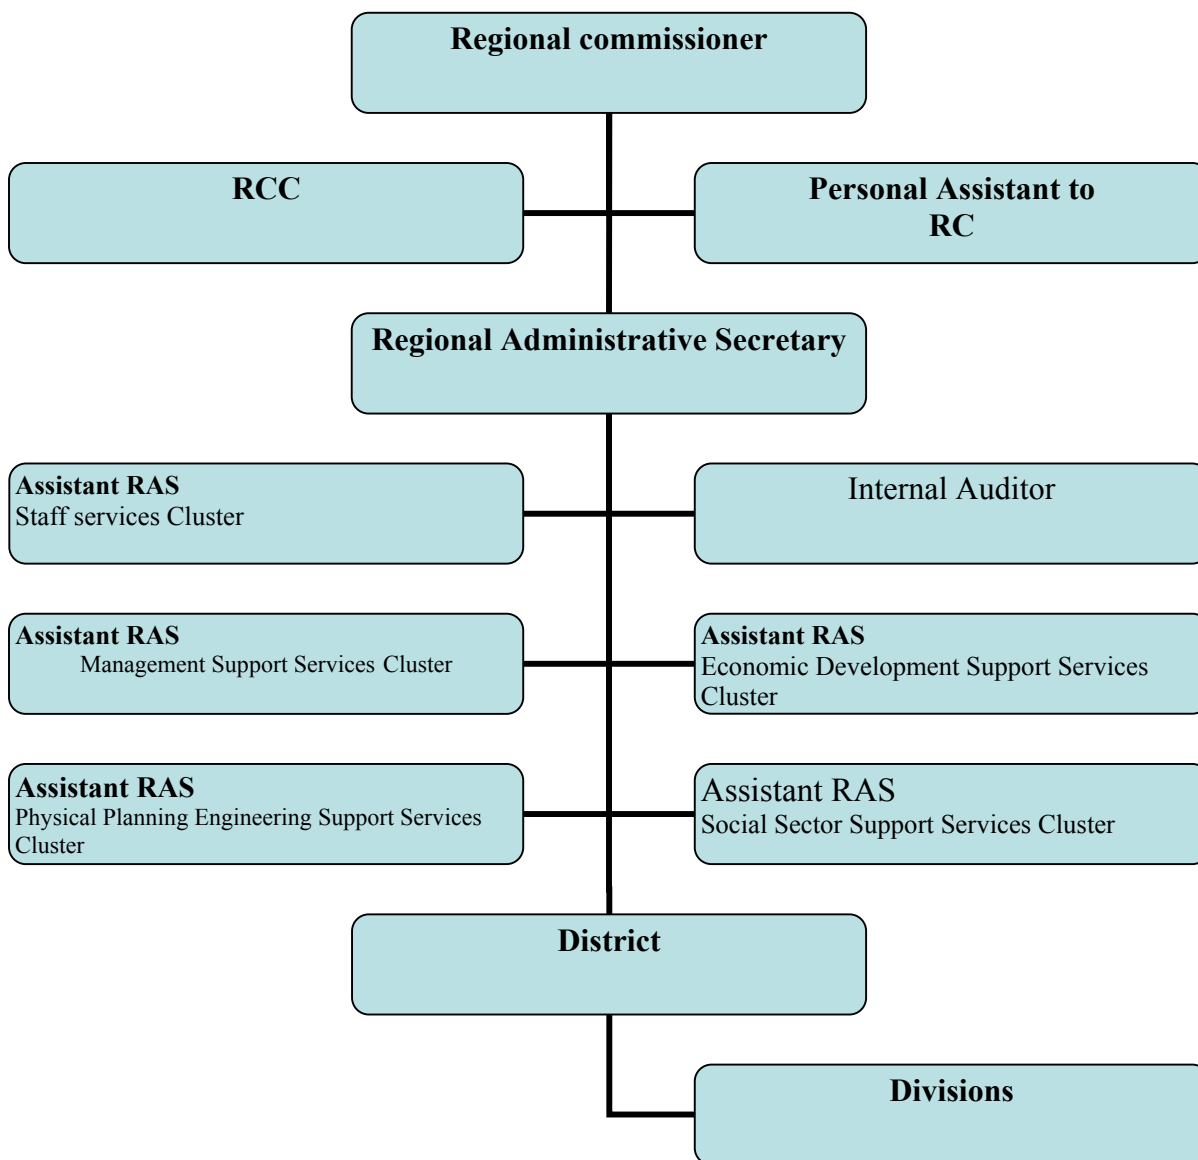 Regional commissioner
RCC
Personal Assistant to
RC
Regional Administrative Secretary
Assistant RAS
Staff services Cluster
Internal Auditor
Assistant RAS
Management Support Services Cluster
Assistant RAS
Economic Development Support Services
Cluster
Assistant RAS
Physical Planning Engineering Support Services
Cluster
Assistant RAS
Social Sector Support Services Cluster
District
Divisions